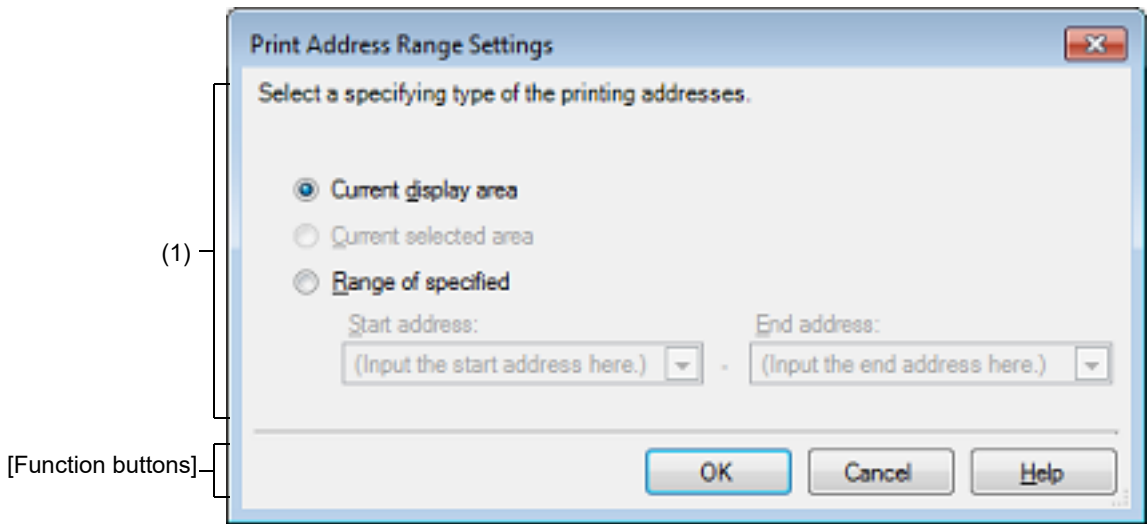 Print Address Range Settings
Select a specifying type of the printing addresses.
Current display area
(1)
Current selected area
Range of specified
Start address: End address:
(Input the start address here.) - (Input the end address here.)
[Function buttons]
OK Cancel Help